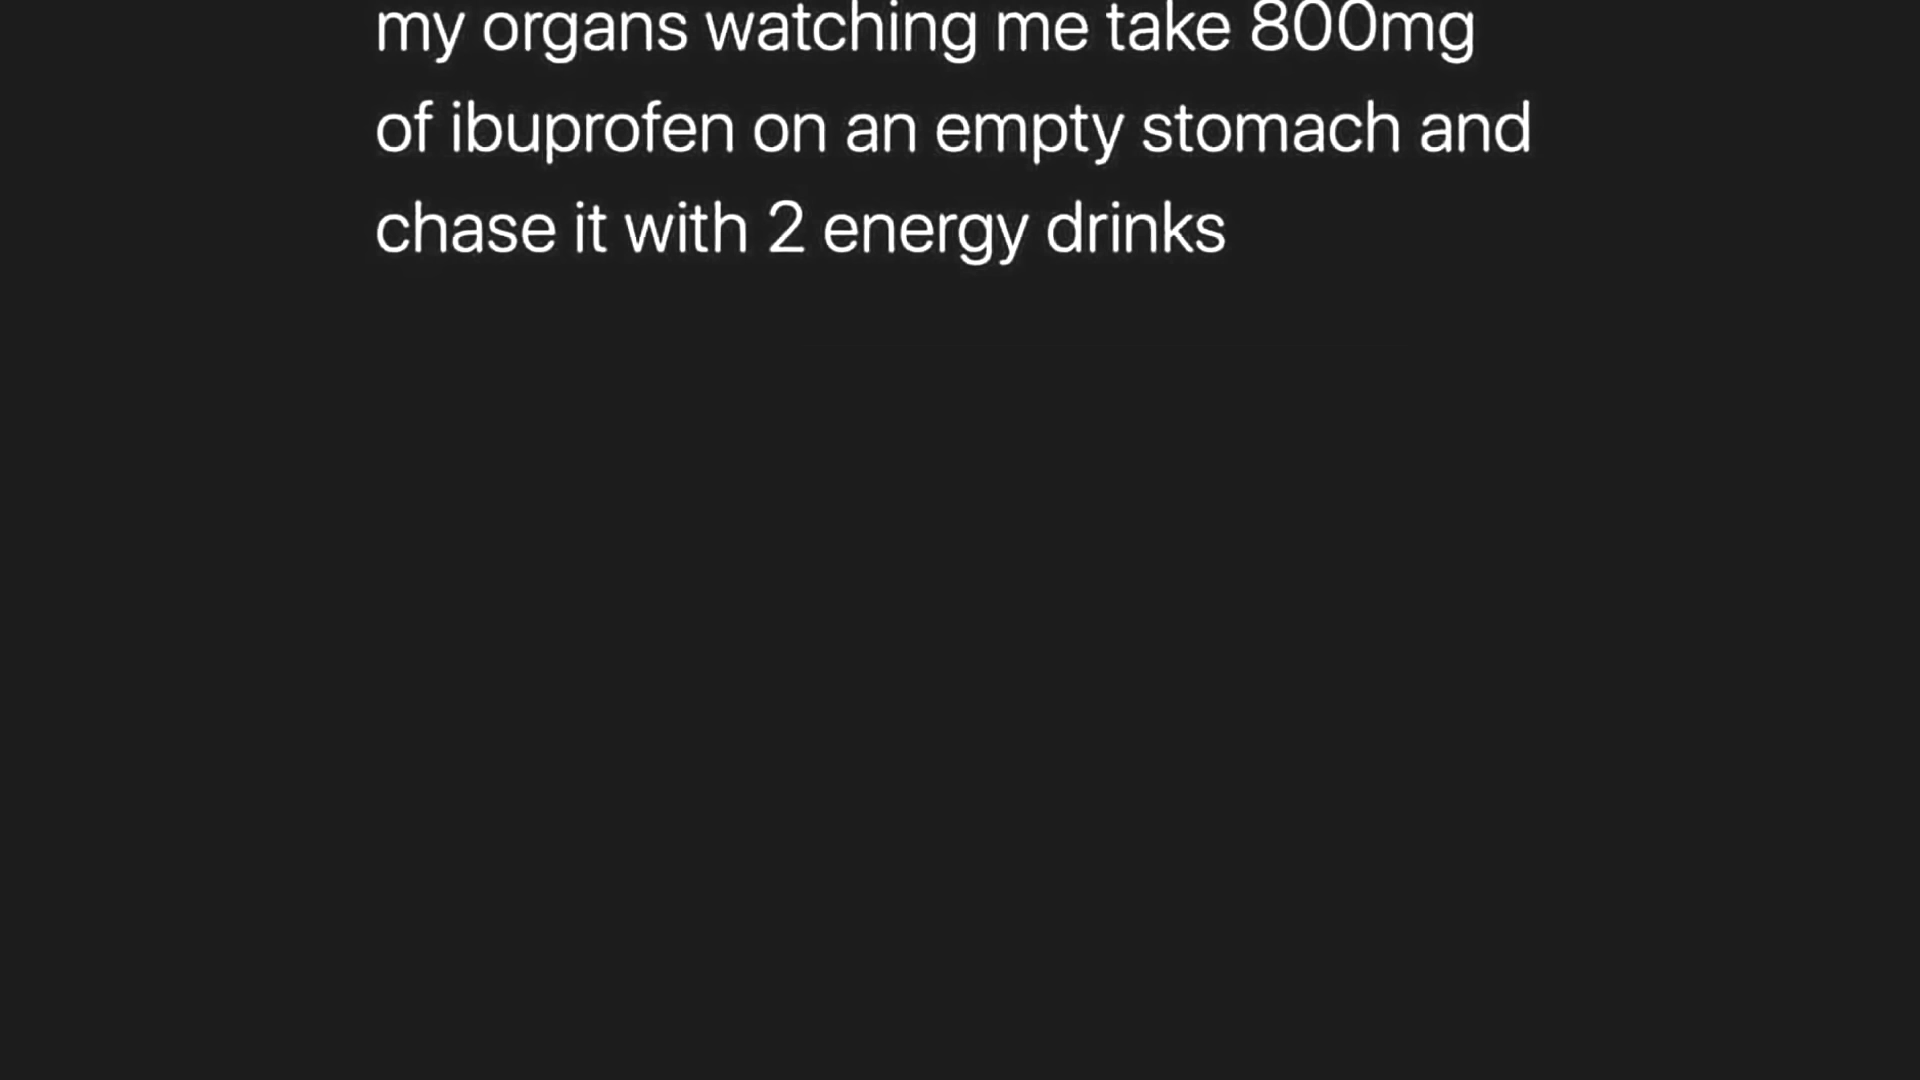 my organs watching me take 800mg
of ibuprofen on an empty stomach and
chase it with 2 energy drinks